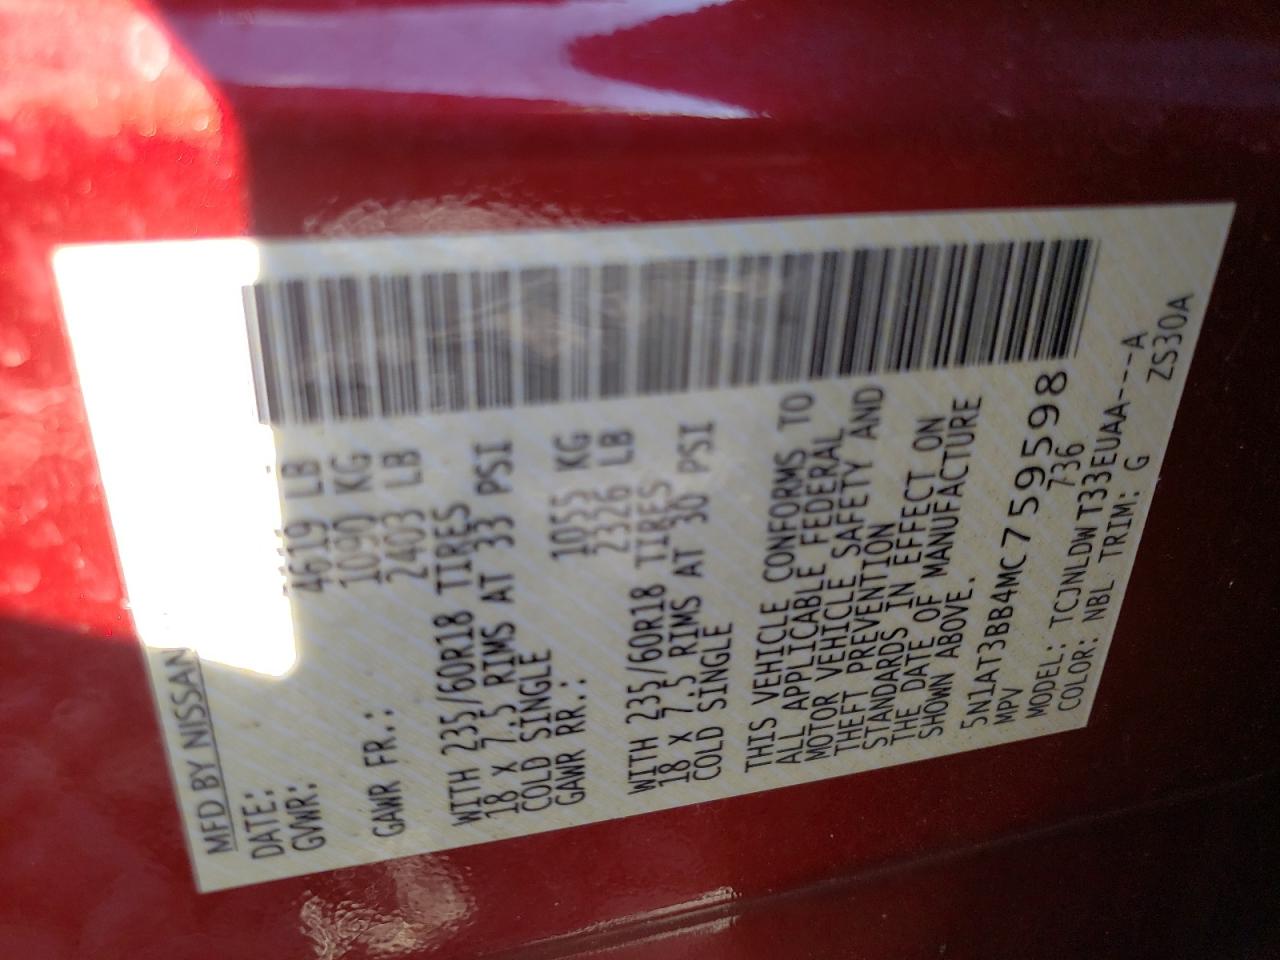 MFD BY NISSAN
DATE:
GVWR: 4619 LB
1090 KG
GAWR FR.: 2403 LB
WITH 235/60R18 TIRES
18 X 7.5 RIMS AT 33 PSI
COLD SINGLE
GAWR RR.: 1055 KG
2326 LB
WITH 235/60R18 TIRES
18 X 7.5 RIMS AT 30 PSI
COLD SINGLE
THIS VEHICLE CONFORMS TO
ALL APPLICABLE FEDERAL
MOTOR VEHICLE SAFETY AND
THEFT PREVENTION
STANDARDS IN EFFECT ON
THE DATE OF MANUFACTURE
SHOWN ABOVE.
5N1AT3BB4MC759598
MPV 736
MODEL: TCJNLDW T33EUAA----A
COLOR: NBL TRIM: G ZS30A